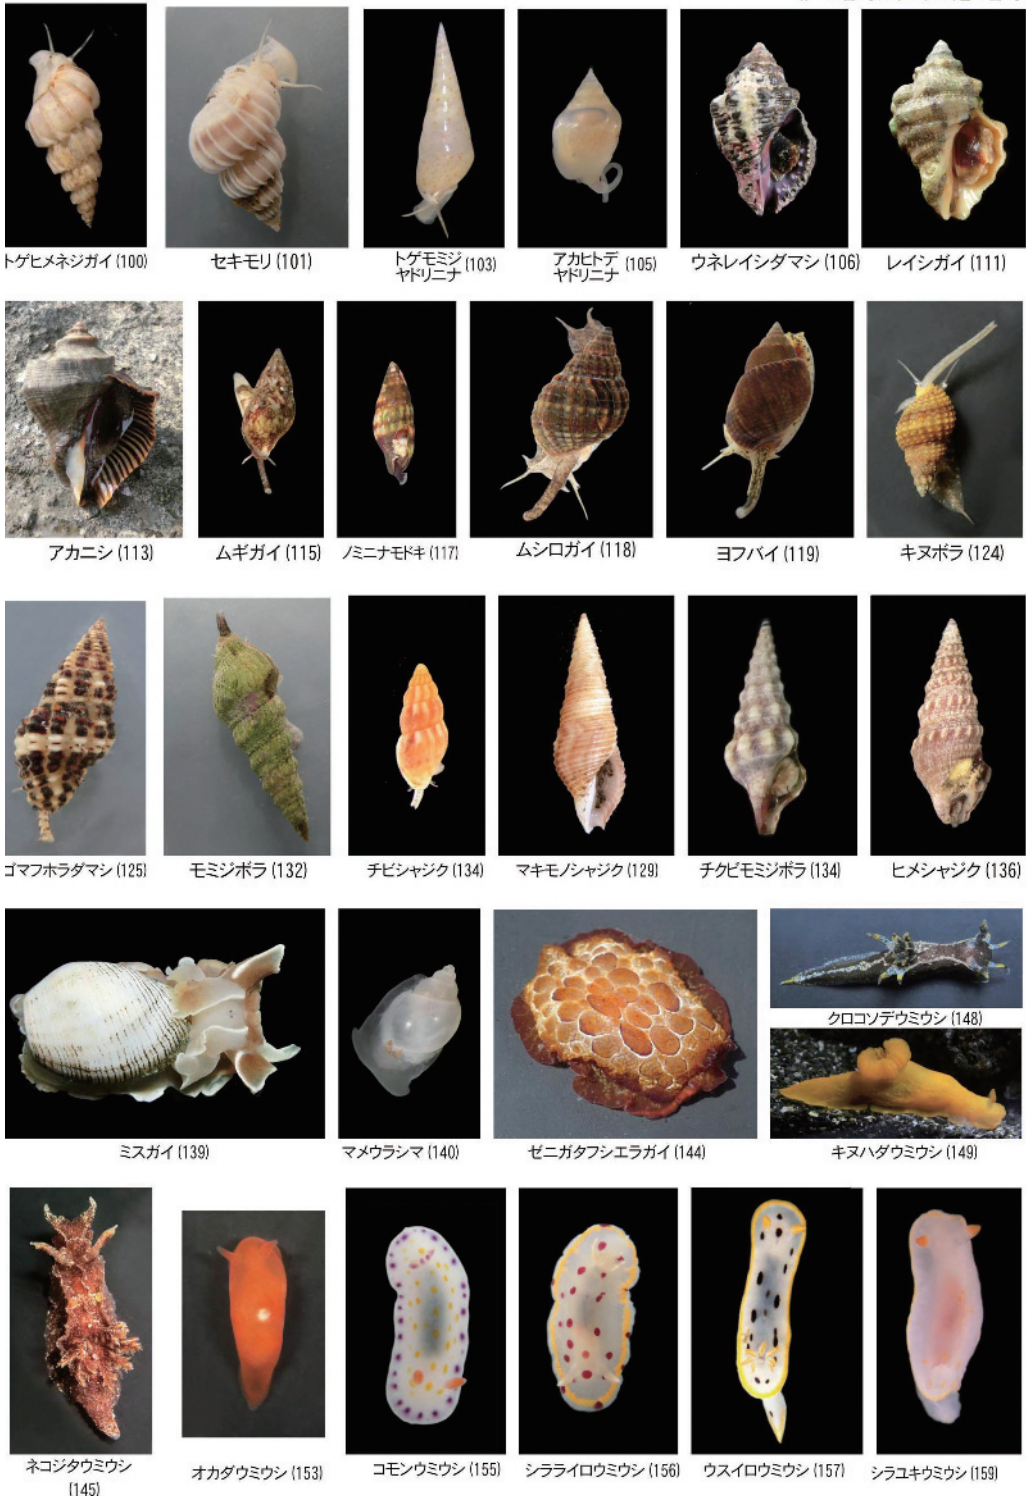 トゲヒメネジガイ (100)
セキモリ (101)
トゲモミジ
ヤドリニナ (103)
アカヒトデ
ヤドリニナ (105)
ウネレイシダマシ (106)
レイシガイ (111)
アカニシ (113)
ムギガイ (115)
ノミニナモドキ (117)
ムシロガイ (118)
ヨフバイ (119)
キヌボラ (124)
ゴマフホラダマシ (125)
モミジボラ (132)
チビシャジク (134)
マキモノシャジク (129)
チクビモミジボラ (134)
ヒメシャジク (136)
ミスガイ (139)
マメウラシマ (140)
ゼニガタフシエラガイ (144)
クロコソデウミウシ (148)
キヌハダウミウシ (149)
ネコジタウミウシ
(145)
オカダウミウシ (153)
コモンウミウシ (155)
シラライロウミウシ (156)
ウスイロウミウシ (157)
シラユキウミウシ (159)